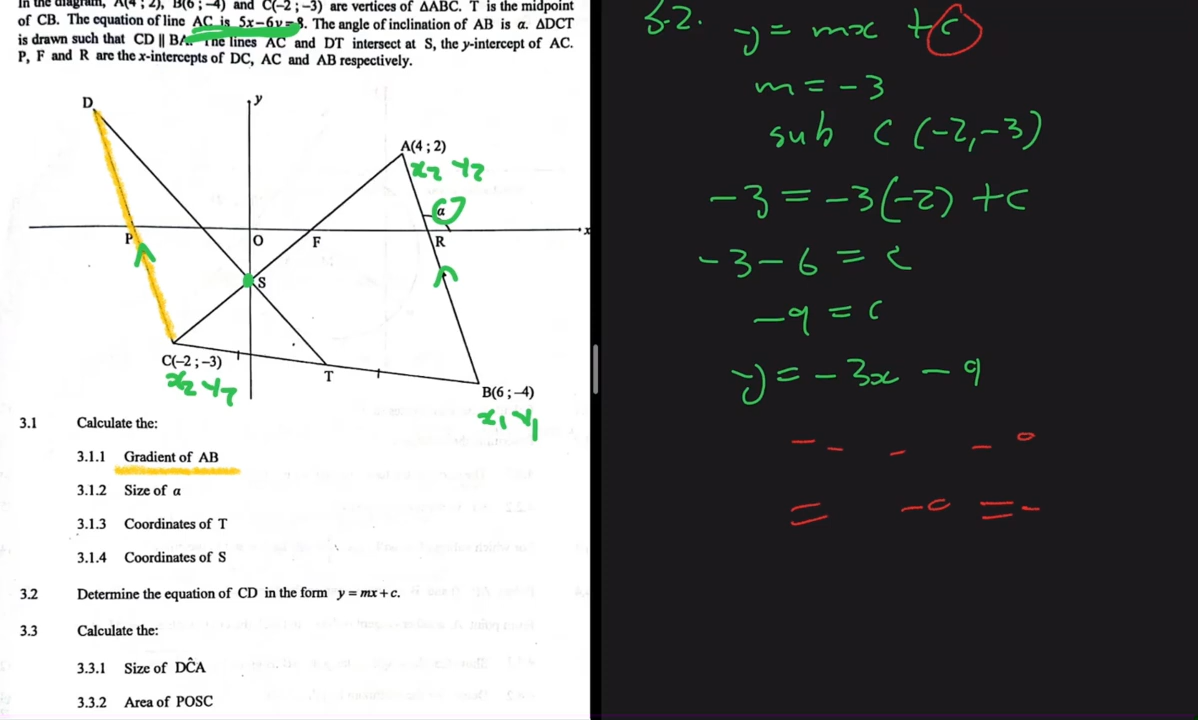 In the diagram, A(4 ; 2), B(6 ; –4) and C(–2 ; –3) are vertices of ΔABC. T is the midpoint
of CB. The equation of line AC is 5x–6y=8. The angle of inclination of AB is α. ΔDCT
is drawn such that CD ∥ BA. The lines AC and DT intersect at S, the y-intercept of AC.
P, F and R are the x-intercepts of DC, AC and AB respectively.
D
y
A(4 ; 2)
x2 y2
α
P
O
F
R
x
S
C(–2 ; –3)
x2 y2
T
B(6 ; –4)
x1 y1
3.1 Calculate the:
3.1.1 Gradient of AB
3.1.2 Size of α
3.1.3 Coordinates of T
3.1.4 Coordinates of S
3.2 Determine the equation of CD in the form y = mx + c.
3.3 Calculate the:
3.3.1 Size of DĈA
3.3.2 Area of POSC
3.2. y = mx + c
m = -3
sub C (-2,-3)
-3 = -3(-2) + c
-3 - 6 = c
-9 = c
y = -3x - 9